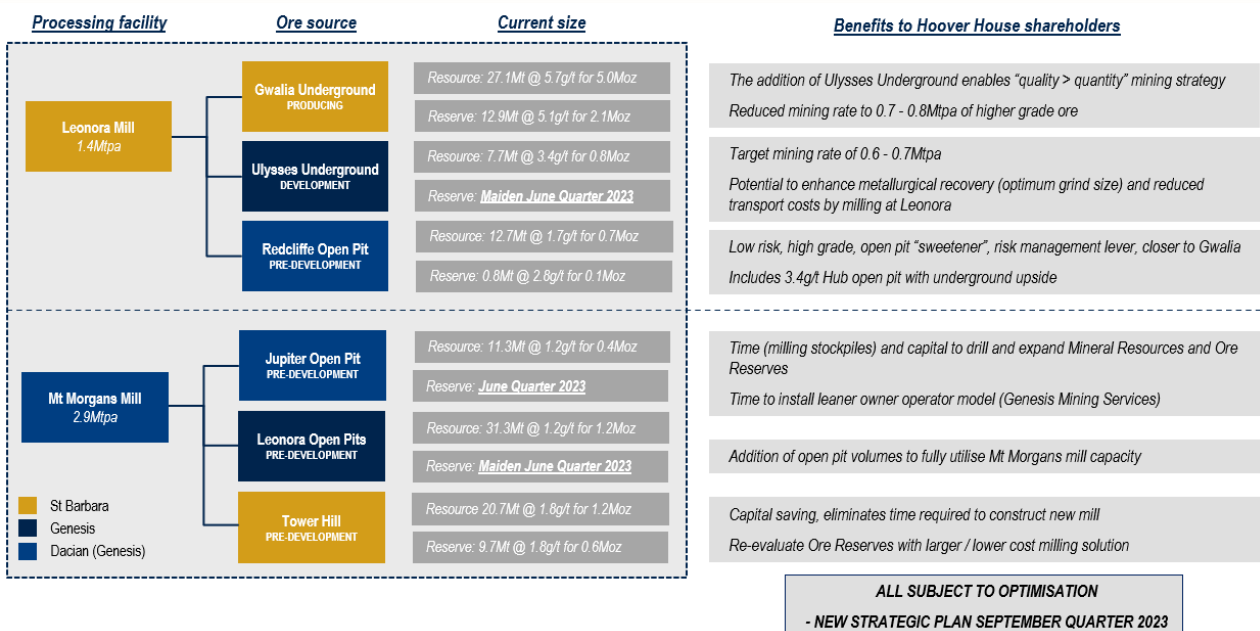 Processing facility
Ore source
Current size
Benefits to Hoover House shareholders
Leonora Mill
1.4Mtpa
Gwalia Underground
PRODUCING
Resource: 27.1Mt @ 5.7g/t for 5.0Moz
Reserve: 12.9Mt @ 5.1g/t for 2.1Moz
The addition of Ulysses Underground enables “quality > quantity” mining strategy
Reduced mining rate to 0.7 - 0.8Mtpa of higher grade ore
Ulysses Underground
DEVELOPMENT
Resource: 7.7Mt @ 3.4g/t for 0.8Moz
Reserve: Maiden June Quarter 2023
Target mining rate of 0.6 - 0.7Mtpa
Potential to enhance metallurgical recovery (optimum grind size) and reduced
transport costs by milling at Leonora
Redcliffe Open Pit
PRE-DEVELOPMENT
Resource: 12.7Mt @ 1.7g/t for 0.7Moz
Reserve: 0.8Mt @ 2.8g/t for 0.1Moz
Low risk, high grade, open pit “sweetener”, risk management lever, closer to Gwalia
Includes 3.4g/t Hub open pit with underground upside
Mt Morgans Mill
2.9Mtpa
Jupiter Open Pit
PRE-DEVELOPMENT
Resource: 11.3Mt @ 1.2g/t for 0.4Moz
Reserve: June Quarter 2023
Time (milling stockpiles) and capital to drill and expand Mineral Resources and Ore
Reserves
Time to install leaner owner operator model (Genesis Mining Services)
Leonora Open Pits
PRE-DEVELOPMENT
Resource: 31.3Mt @ 1.2g/t for 1.2Moz
Reserve: Maiden June Quarter 2023
Addition of open pit volumes to fully utilise Mt Morgans mill capacity
Tower Hill
PRE-DEVELOPMENT
Resource 20.7Mt @ 1.8g/t for 1.2Moz
Reserve: 9.7Mt @ 1.8g/t for 0.6Moz
Capital saving, eliminates time required to construct new mill
Re-evaluate Ore Reserves with larger / lower cost milling solution
St Barbara
Genesis
Dacian (Genesis)
ALL SUBJECT TO OPTIMISATION
- NEW STRATEGIC PLAN SEPTEMBER QUARTER 2023